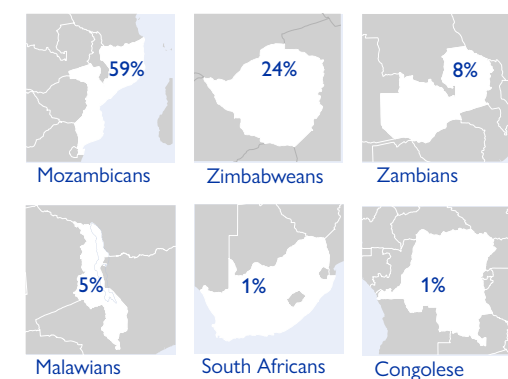 59%
24%
8%
Mozambicans
Zimbabweans
Zambians
5%
1%
1%
Malawians
South Africans
Congolese